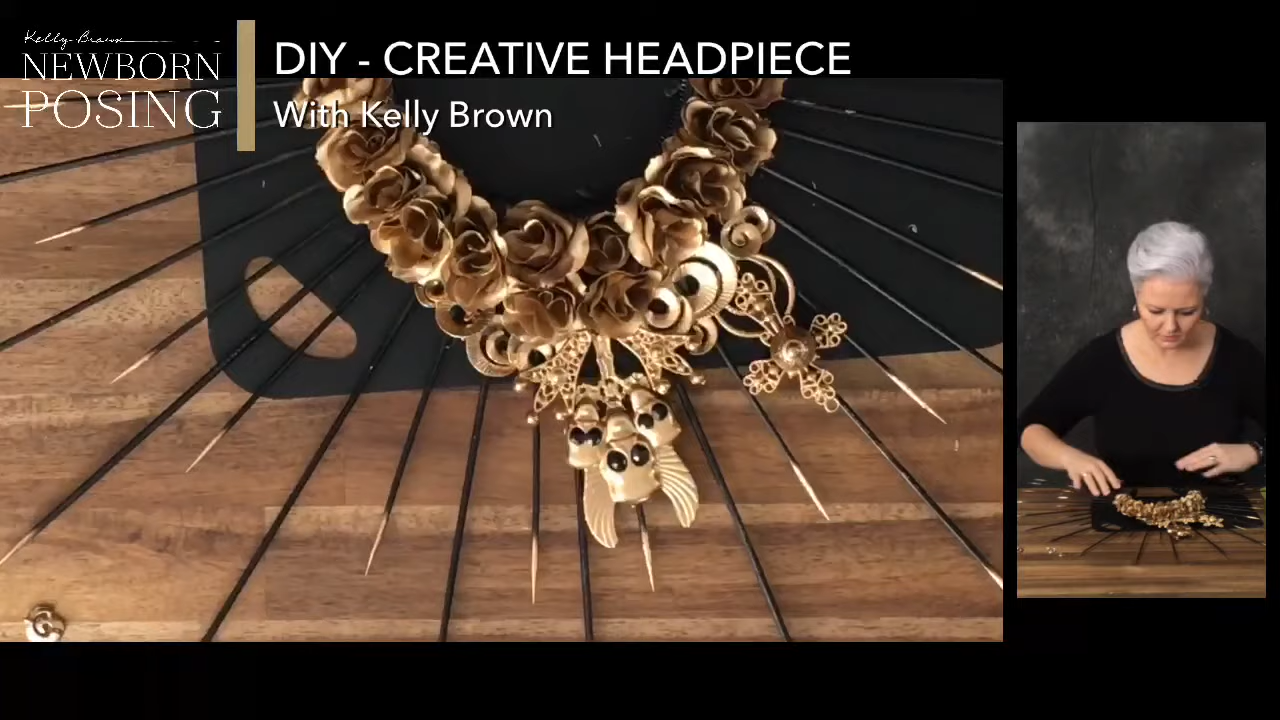 Kelly Brown
NEWBORN
POSING
DIY - CREATIVE HEADPIECE
With Kelly Brown